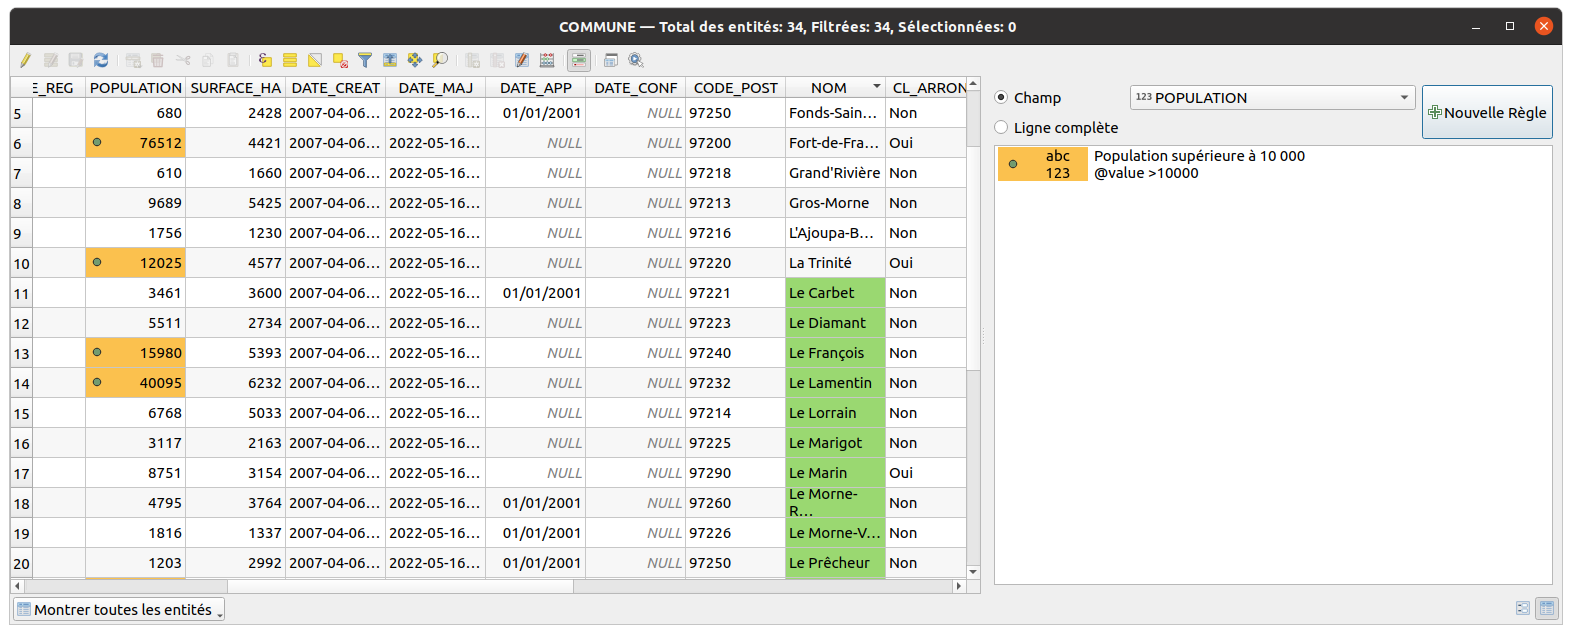 COMMUNE — Total des entités: 34, Filtrées: 34, Sélectionnées: 0
E_REG POPULATION SURFACE_HA DATE_CREAT DATE_MAJ DATE_APP DATE_CONF CODE_POST NOM CL_ARRON
5 680 2428 2007-04-06... 2022-05-16... 01/01/2001 NULL 97250 Fonds-Sain... Non
6 76512 4421 2007-04-06... 2022-05-16... NULL NULL 97200 Fort-de-Fra... Oui
7 610 1660 2007-04-06... 2022-05-16... NULL NULL 97218 Grand'Rivière Non
8 9689 5425 2007-04-06... 2022-05-16... NULL NULL 97213 Gros-Morne Non
9 1756 1230 2007-04-06... 2022-05-16... NULL NULL 97216 L'Ajoupa-B... Non
10 12025 4577 2007-04-06... 2022-05-16... NULL NULL 97220 La Trinité Oui
11 3461 3600 2007-04-06... 2022-05-16... 01/01/2001 NULL 97221 Le Carbet Non
12 5511 2734 2007-04-06... 2022-05-16... NULL NULL 97223 Le Diamant Non
13 15980 5393 2007-04-06... 2022-05-16... NULL NULL 97240 Le François Non
14 40095 6232 2007-04-06... 2022-05-16... NULL NULL 97232 Le Lamentin Non
15 6768 5033 2007-04-06... 2022-05-16... NULL NULL 97214 Le Lorrain Non
16 3117 2163 2007-04-06... 2022-05-16... NULL NULL 97225 Le Marigot Non
17 8751 3154 2007-04-06... 2022-05-16... NULL NULL 97290 Le Marin Oui
18 4795 3764 2007-04-06... 2022-05-16... 01/01/2001 NULL 97260 Le Morne-R... Non
19 1816 1337 2007-04-06... 2022-05-16... 01/01/2001 NULL 97226 Le Morne-V... Non
20 1203 2992 2007-04-06... 2022-05-16... 01/01/2001 NULL 97250 Le Prêcheur Non
Montrer toutes les entités
Champ
123 POPULATION
Nouvelle Règle
Ligne complète
abc Population supérieure à 10 000
123 @value >10000